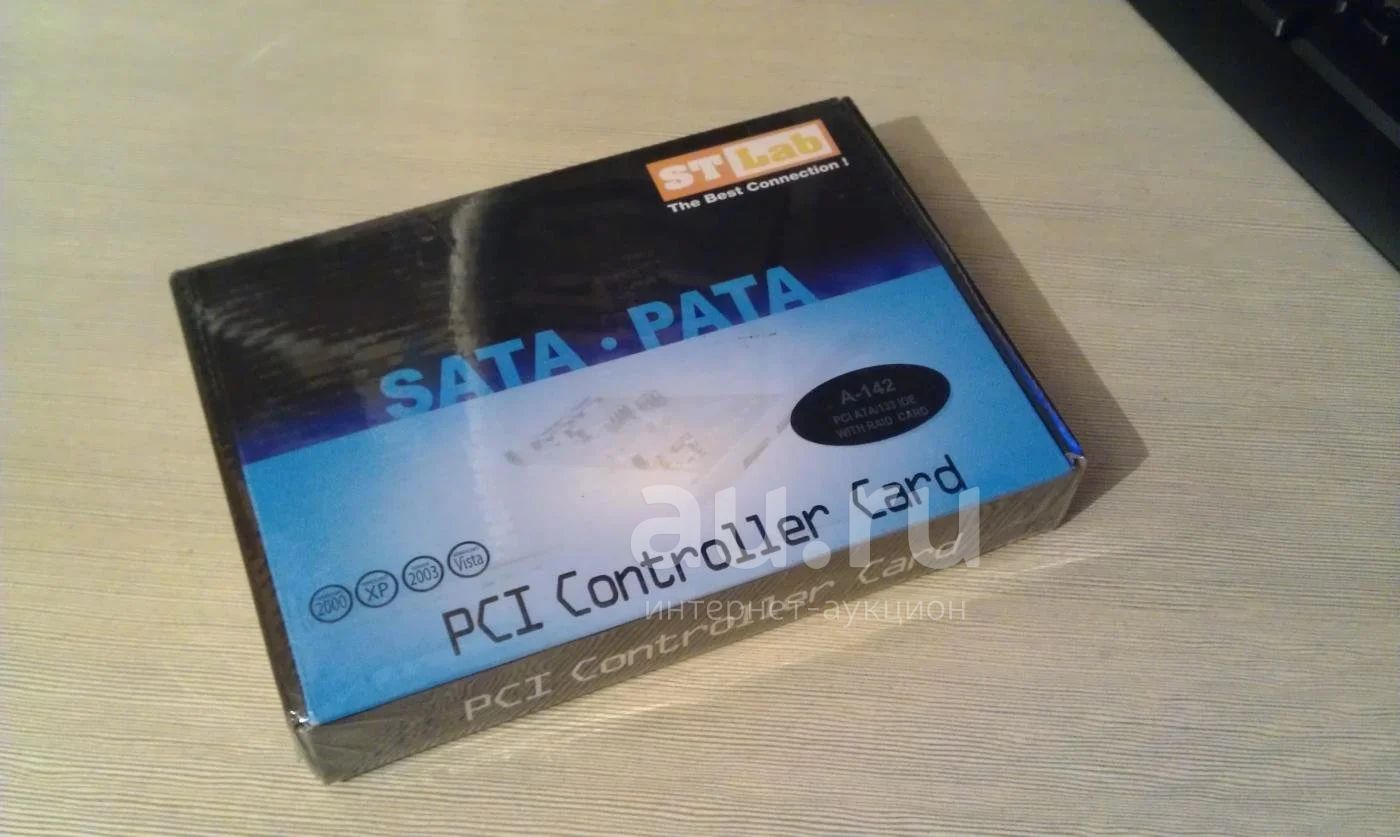 ST Lab
The Best Connection !
SATA · PATA
A-142
PCI ATA/133 IDE
WITH RAID CARD
2000 XP 2003 Vista
PCI Controller Card
PCI Controller Card
au.ru
интернет-аукцион